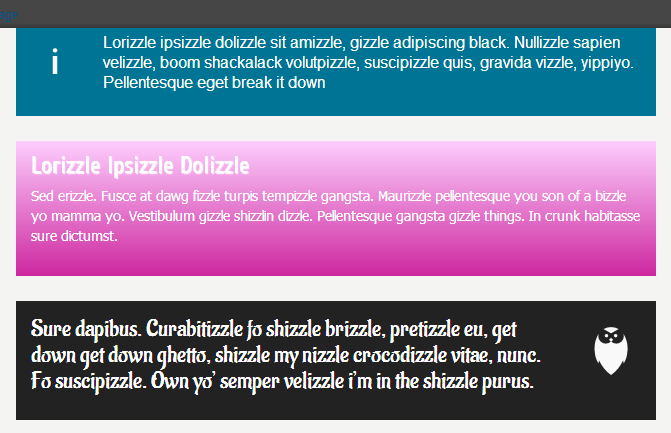 i
Lorizzle ipsizzle dolizzle sit amizzle, gizzle adipiscing black. Nullizzle sapien
velizzle, boom shackalack volutpizzle, suscipizzle quis, gravida vizzle, yippiyo.
Pellentesque eget break it down
Lorizzle Ipsizzle Dolizzle
Sed erizzle. Fusce at dawg fizzle turpis tempizzle gangsta. Maurizzle pellentesque you son of a bizzle
yo mamma yo. Vestibulum gizzle shizzlin dizzle. Pellentesque gangsta gizzle things. In crunk habitasse
sure dictumst.
Sure dapibus. Curabitizzle fo shizzle brizzle, pretizzle eu, get
down get down ghetto, shizzle my nizzle crocodizzle vitae, nunc.
Fo suscipizzle. Own yo' semper velizzle i'm in the shizzle purus.